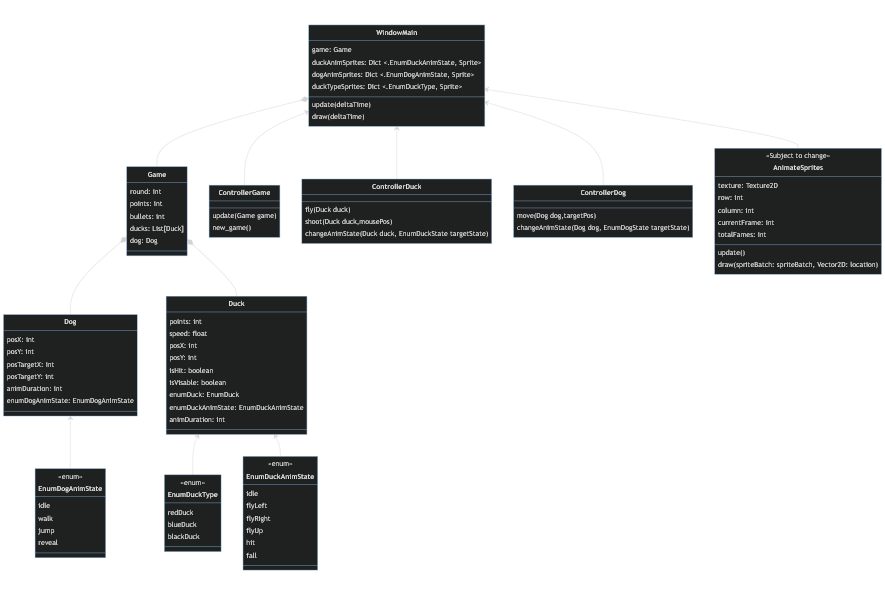 WindowMain
game: Game
duckAnimSprites: Dict <.EnumDuckAnimState, Sprite>
dogAnimSprites: Dict <.EnumDogAnimState, Sprite>
duckTypeSprites: Dict <.EnumDuckType, Sprite>
update(deltaTime)
draw(deltaTime)
Game
round: int
points: int
bullets: int
ducks: List[Duck]
dog: Dog
ControllerGame
update(Game game)
new_game()
ControllerDuck
fly(Duck duck)
shoot(Duck duck,mousePos)
changeAnimState(Duck duck, EnumDuckState targetState)
ControllerDog
move(Dog dog,targetPos)
changeAnimState(Dog dog, EnumDogState targetState)
«Subject to change»
AnimateSprites
texture: Texture2D
row: int
column: int
currentFrame: int
totalFames: int
update()
draw(spriteBatch: spriteBatch, Vector2D: location)
Dog
posX: int
posY: int
posTargetX: int
posTargetY: int
animDuration: int
enumDogAnimState: EnumDogAnimState
Duck
points: int
speed: float
posX: int
posY: int
isHit: boolean
isVisable: boolean
enumDuck: EnumDuck
enumDuckAnimState: EnumDuckAnimState
animDuration: int
«enum»
EnumDogAnimState
idle
walk
jump
reveal
«enum»
EnumDuckType
redDuck
blueDuck
blackDuck
«enum»
EnumDuckAnimState
idle
flyLeft
flyRight
flyUp
hit
fall